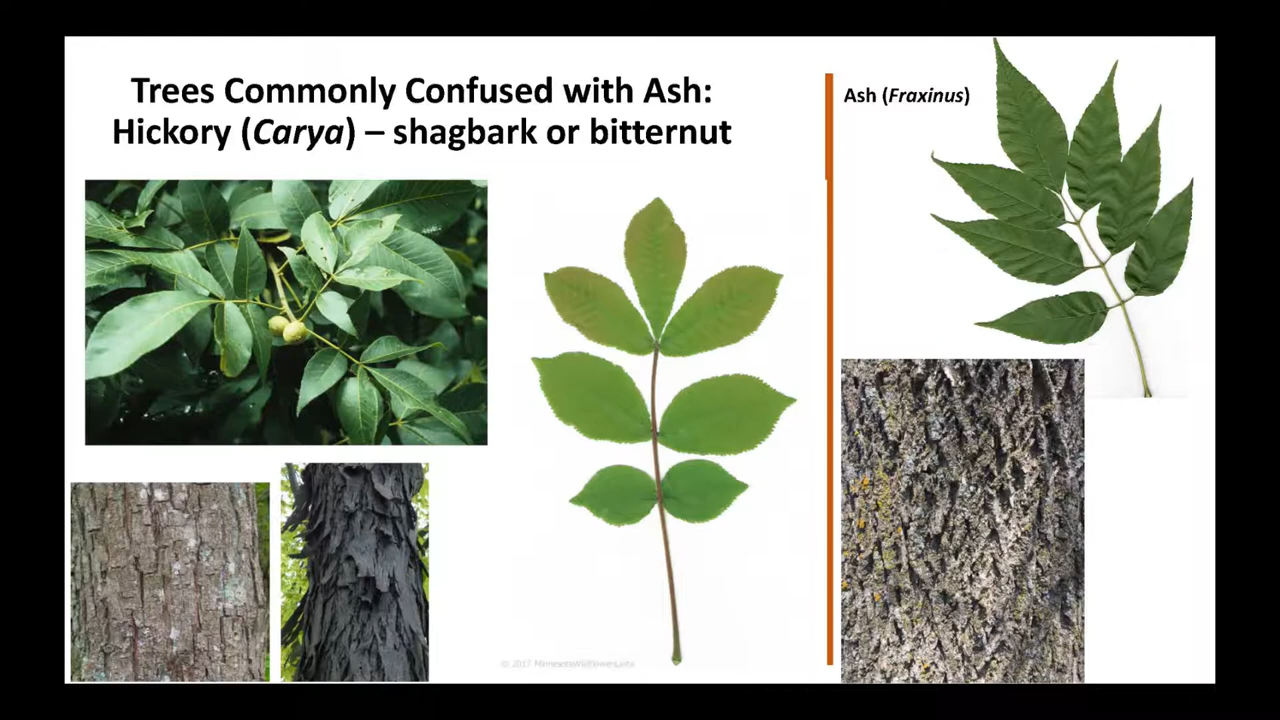 Trees Commonly Confused with Ash:
Hickory (Carya) – shagbark or bitternut
Ash (Fraxinus)
© 2017 MinnesotaWildflowers.info